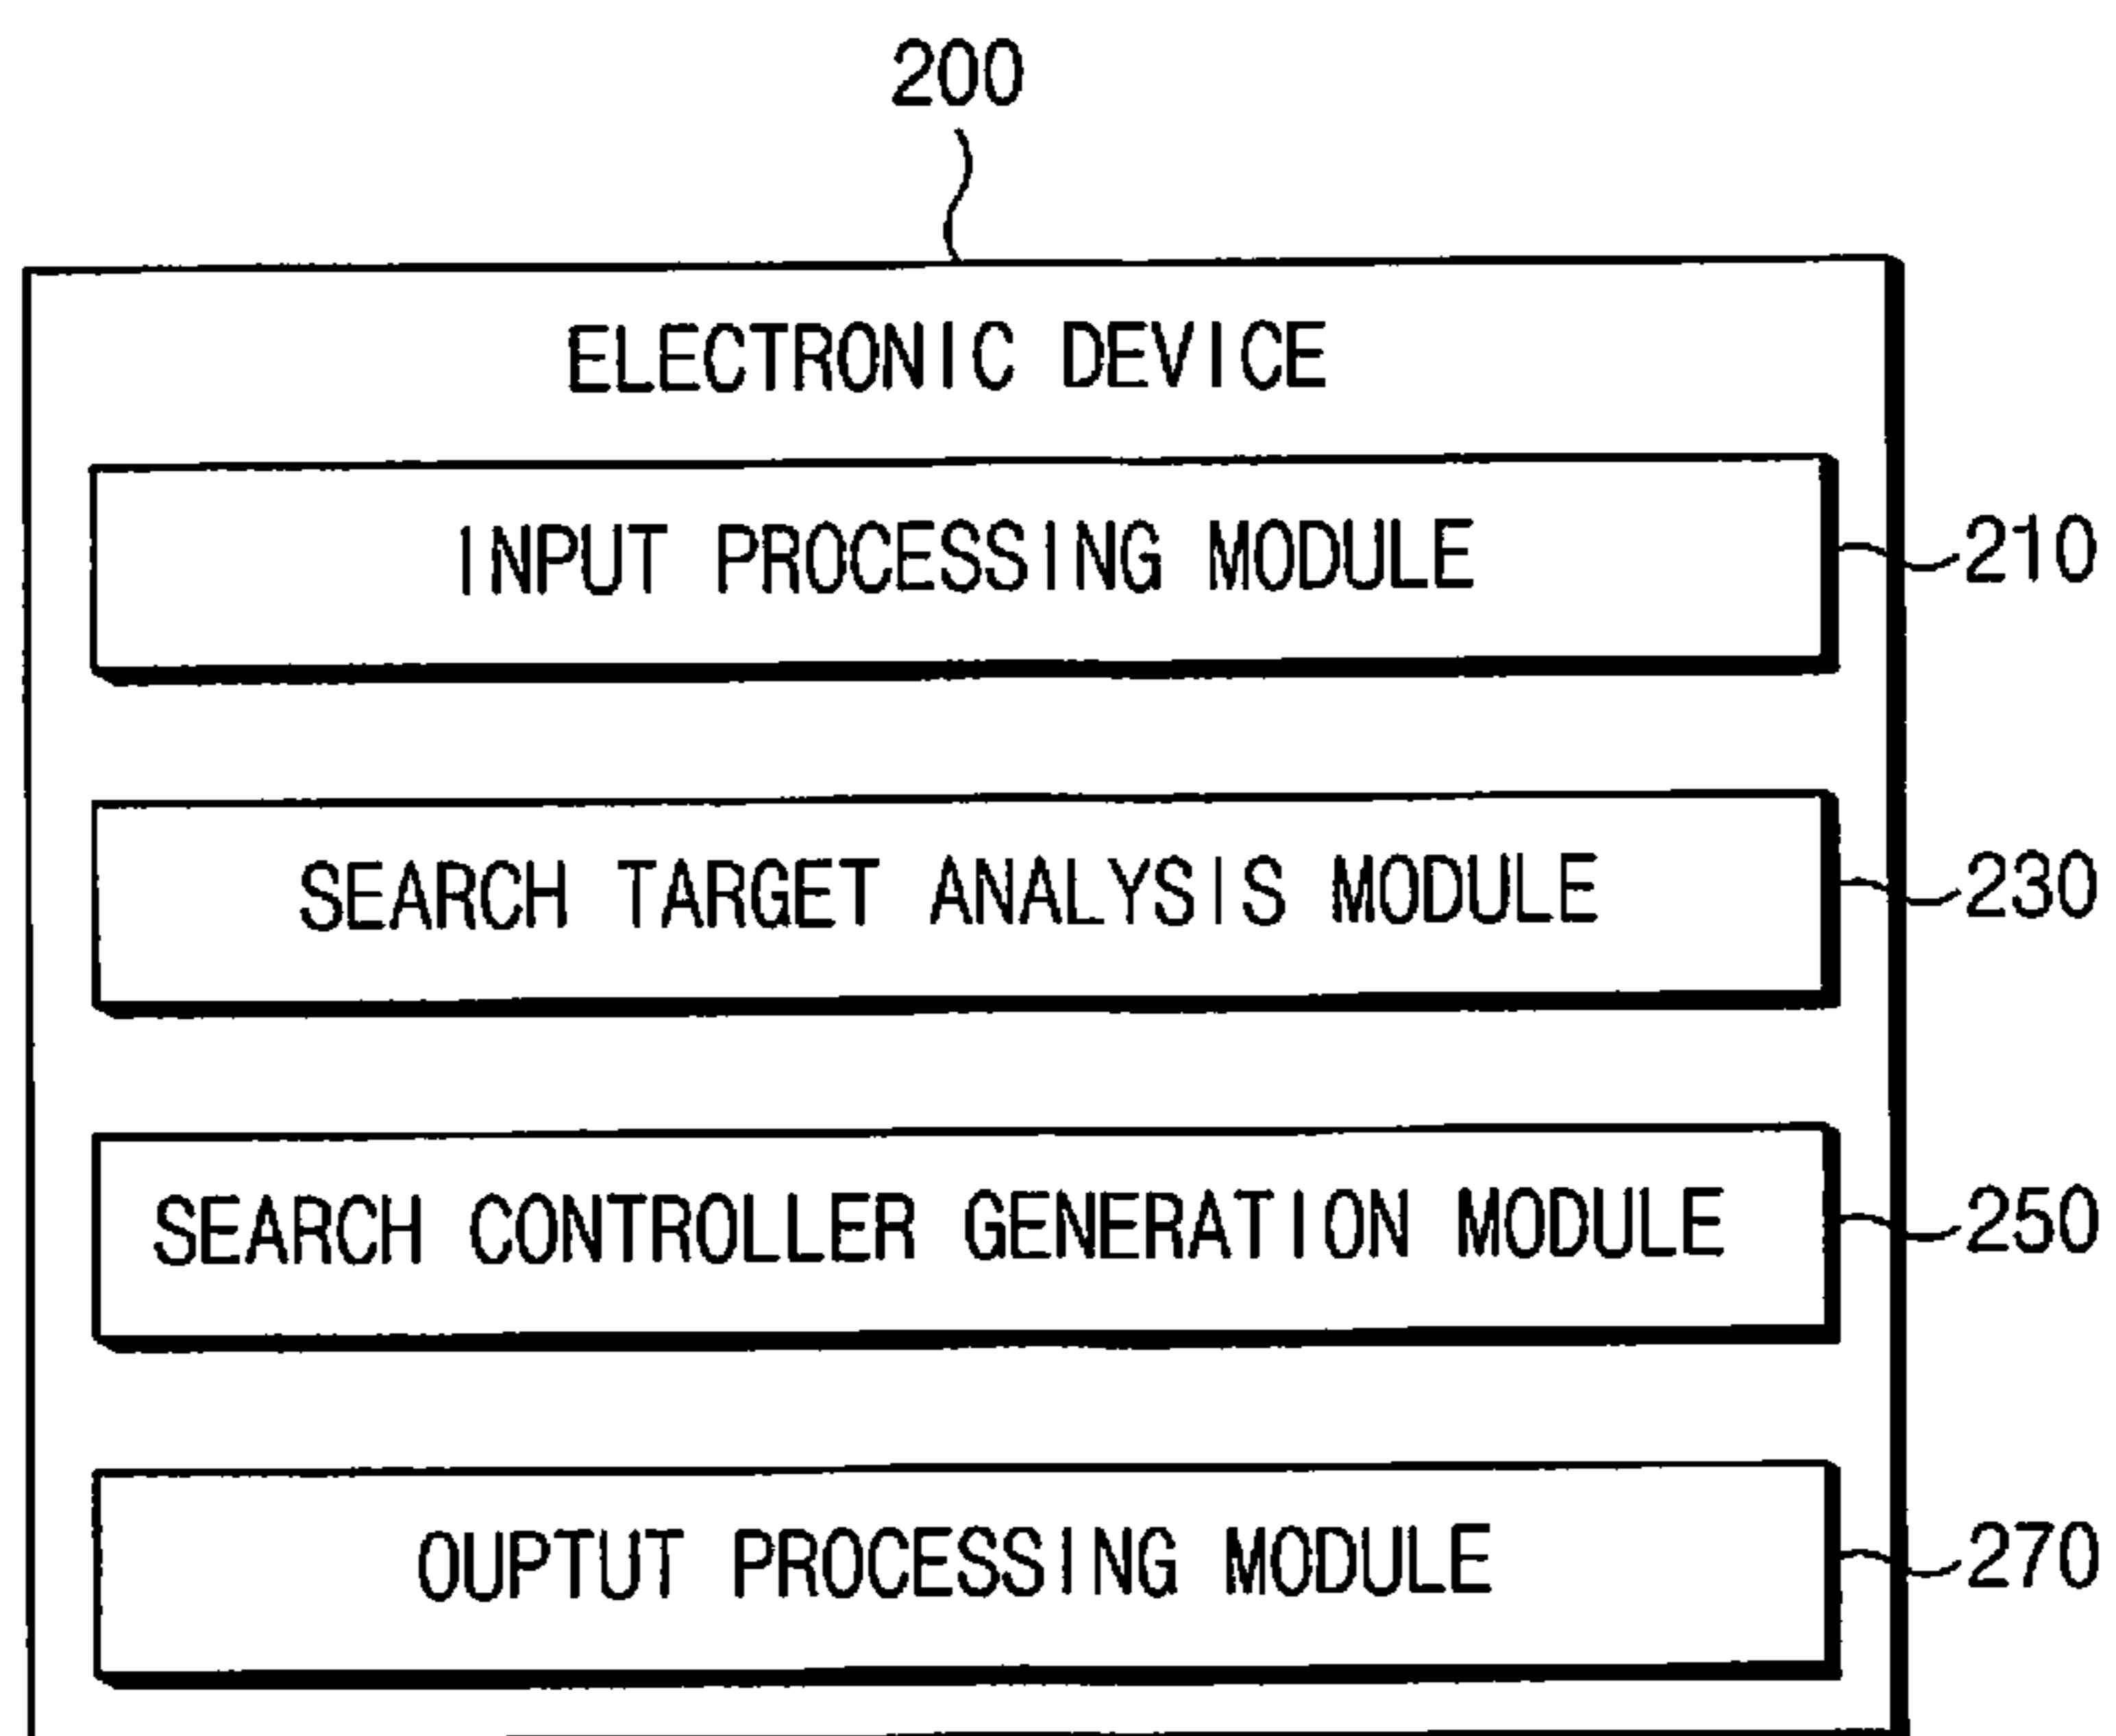 200
ELECTRONIC DEVICE
INPUT PROCESSING MODULE
210
SEARCH TARGET ANALYSIS MODULE
230
SEARCH CONTROLLER GENERATION MODULE
250
OUPTUT PROCESSING MODULE
270